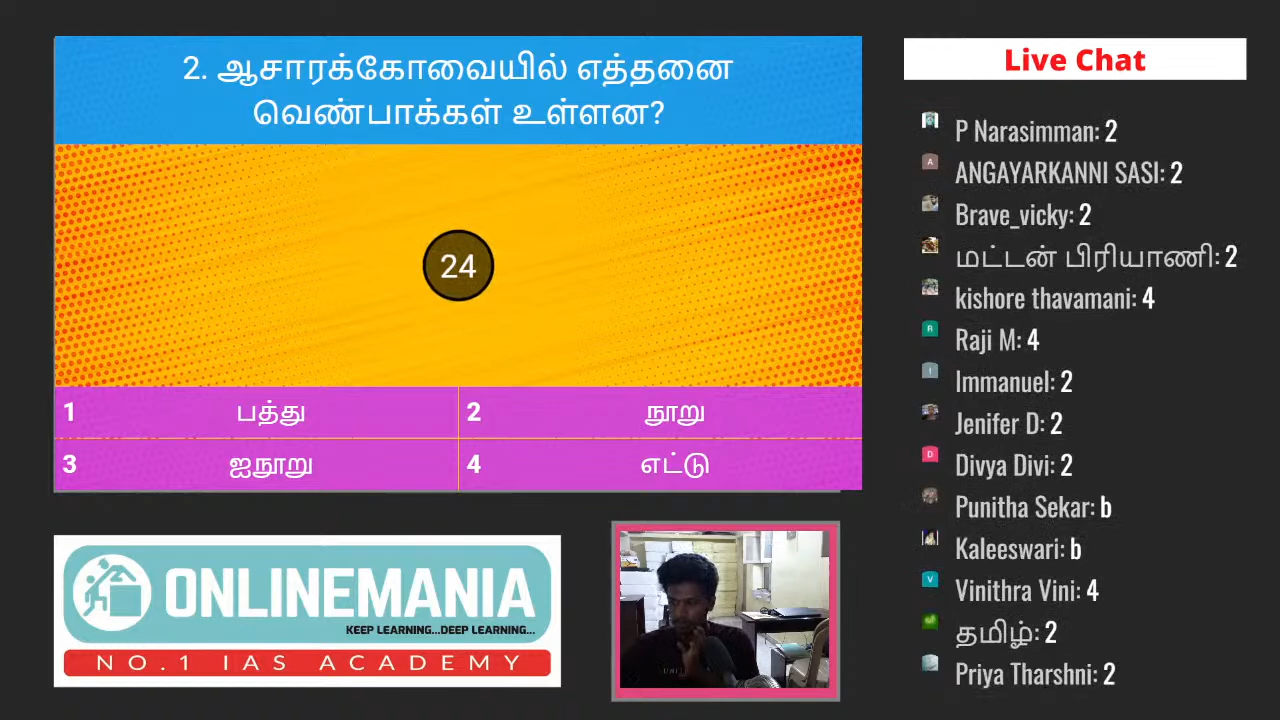 2. ஆசாரக்கோவையில் எத்தனை
வெண்பாக்கள் உள்ளன?
24
1 பத்து
2 நூறு
3 ஐநூறு
4 எட்டு
ONLINEMANIA
KEEP LEARNING...DEEP LEARNING...
NO.1 IAS ACADEMY
Live Chat
P Narasimman: 2
A ANGAYARKANNI SASI: 2
Brave_vicky: 2
மட்டன் பிரியாணி: 2
kishore thavamani: 4
R Raji M: 4
Immanuel: 2
Jenifer D: 2
D Divya Divi: 2
Punitha Sekar: b
Kaleeswari: b
V Vinithra Vini: 4
தமிழ்: 2
Priya Tharshni: 2